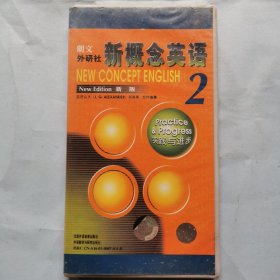 朗文
外研社
新概念英语
NEW CONCEPT ENGLISH
New Edition 新 版
2
Practice
& Progress
实践与进步